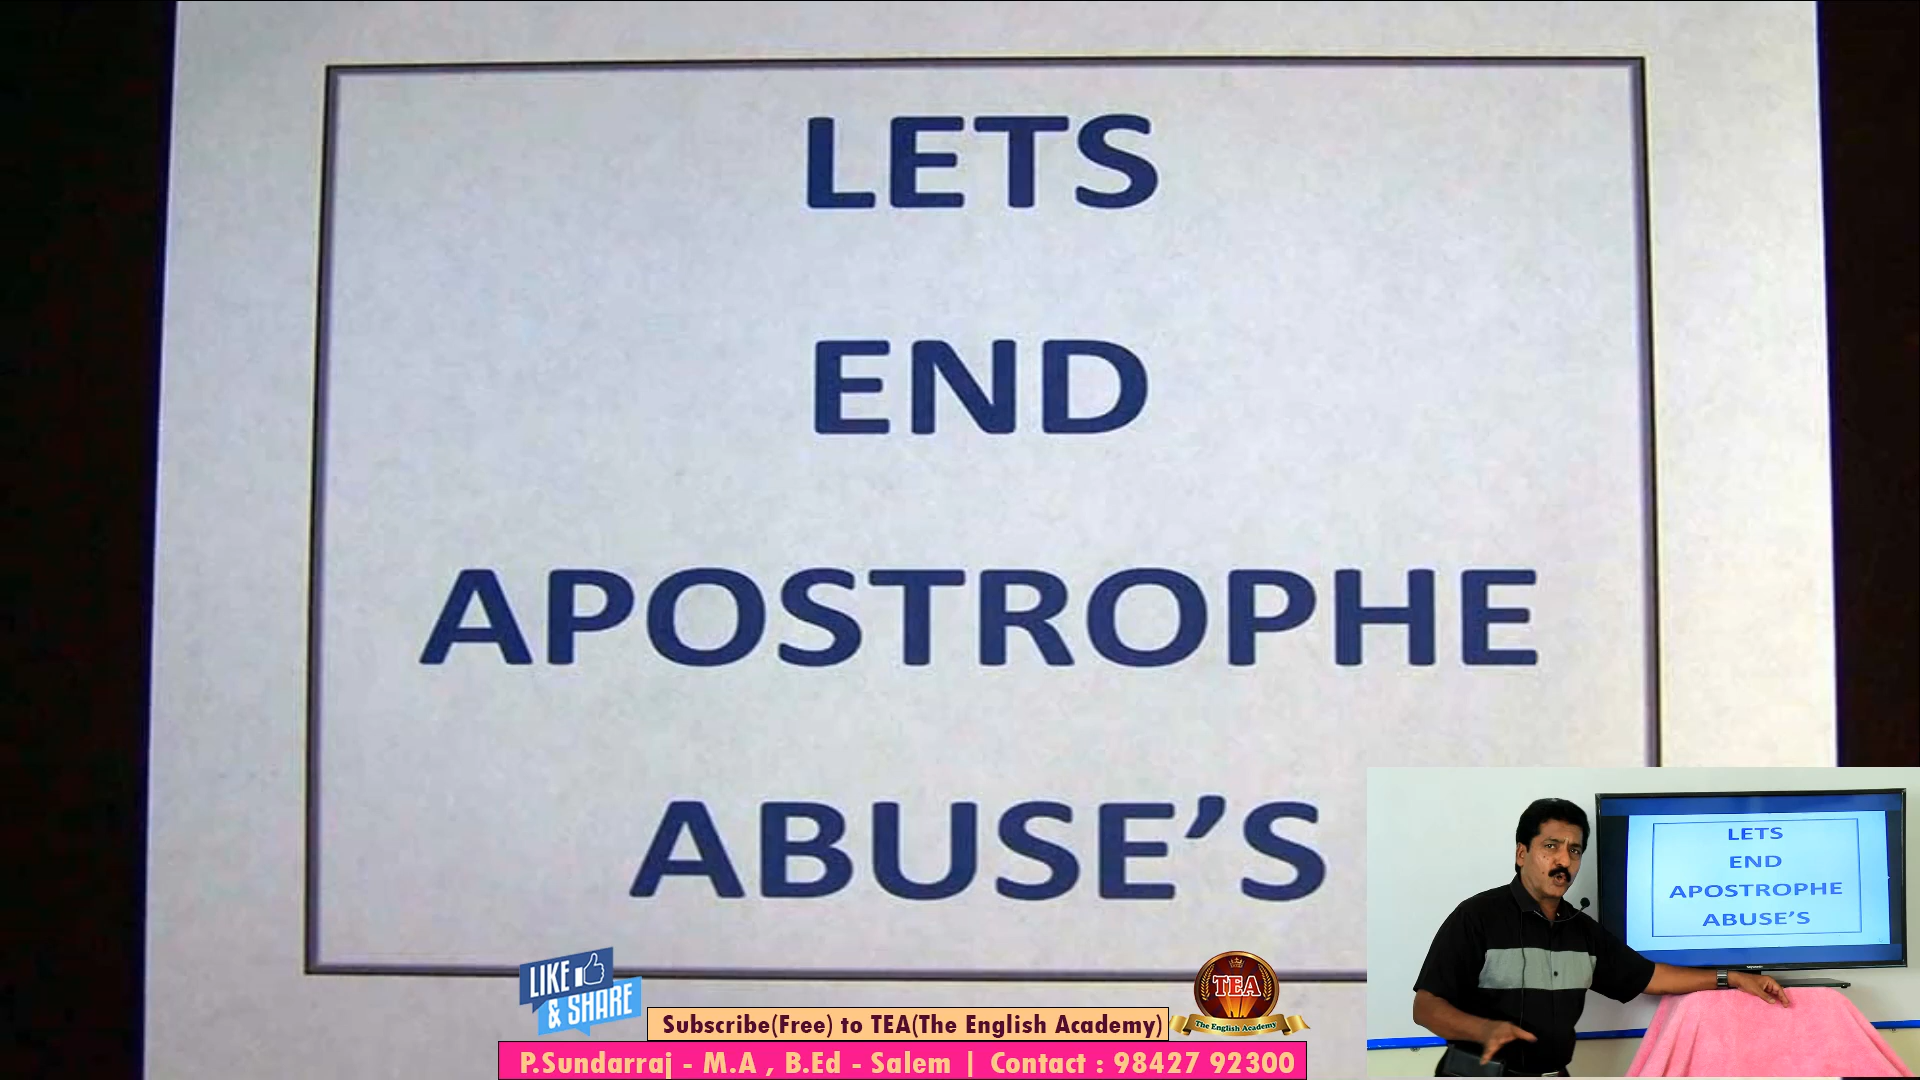 LETS
END
APOSTROPHE
ABUSE’S
LETS
END
APOSTROPHE
ABUSE’S
LIKE
& SHARE
TEA
The English Academy
Subscribe(Free) to TEA(The English Academy)
P.Sundarraj - M.A , B.Ed - Salem | Contact : 98427 92300